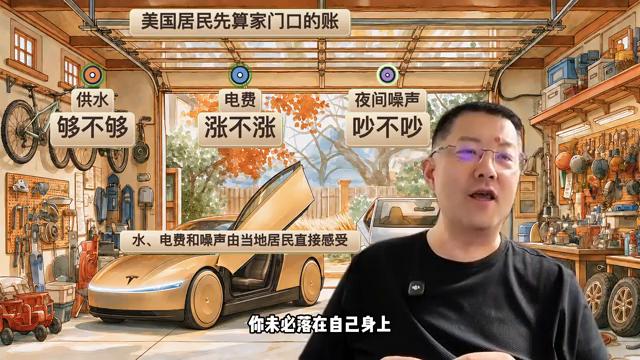 美国居民先算家门口的账
供水
够不够
电费
涨不涨
夜间噪声
吵不吵
水、电费和噪声由当地居民直接感受
你未必落在自己身上